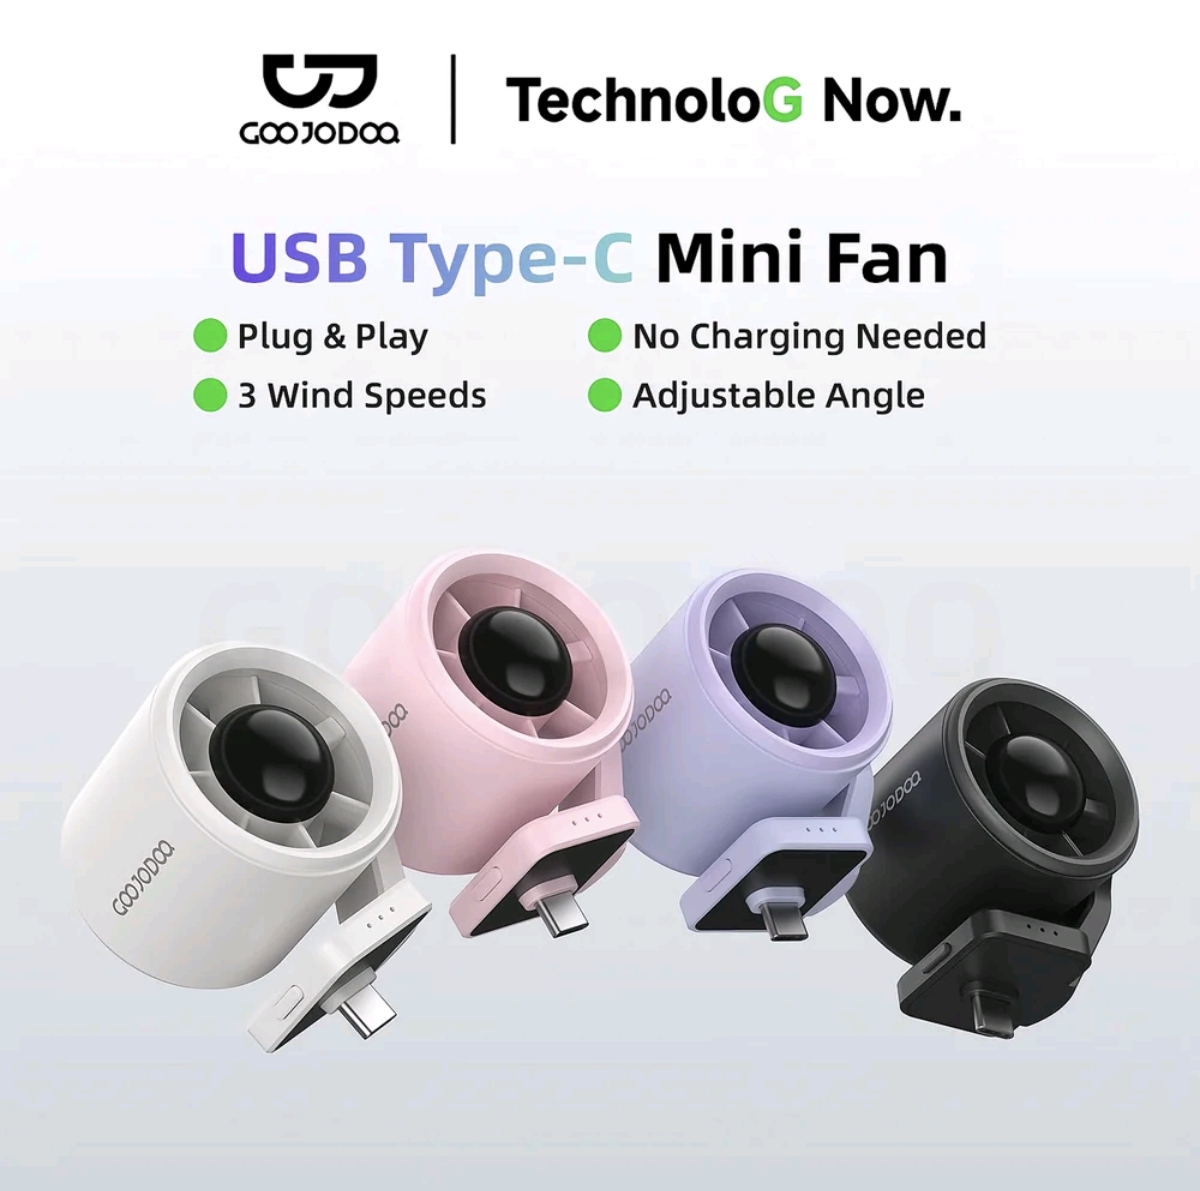 GOOJODOQ
TechnoloG Now.
USB Type-C Mini Fan
Plug & Play
No Charging Needed
3 Wind Speeds
Adjustable Angle
GOOJODOQ
GOOJODOQ
GOOJODOQ
GOOJODOQ
GOOJODOQ